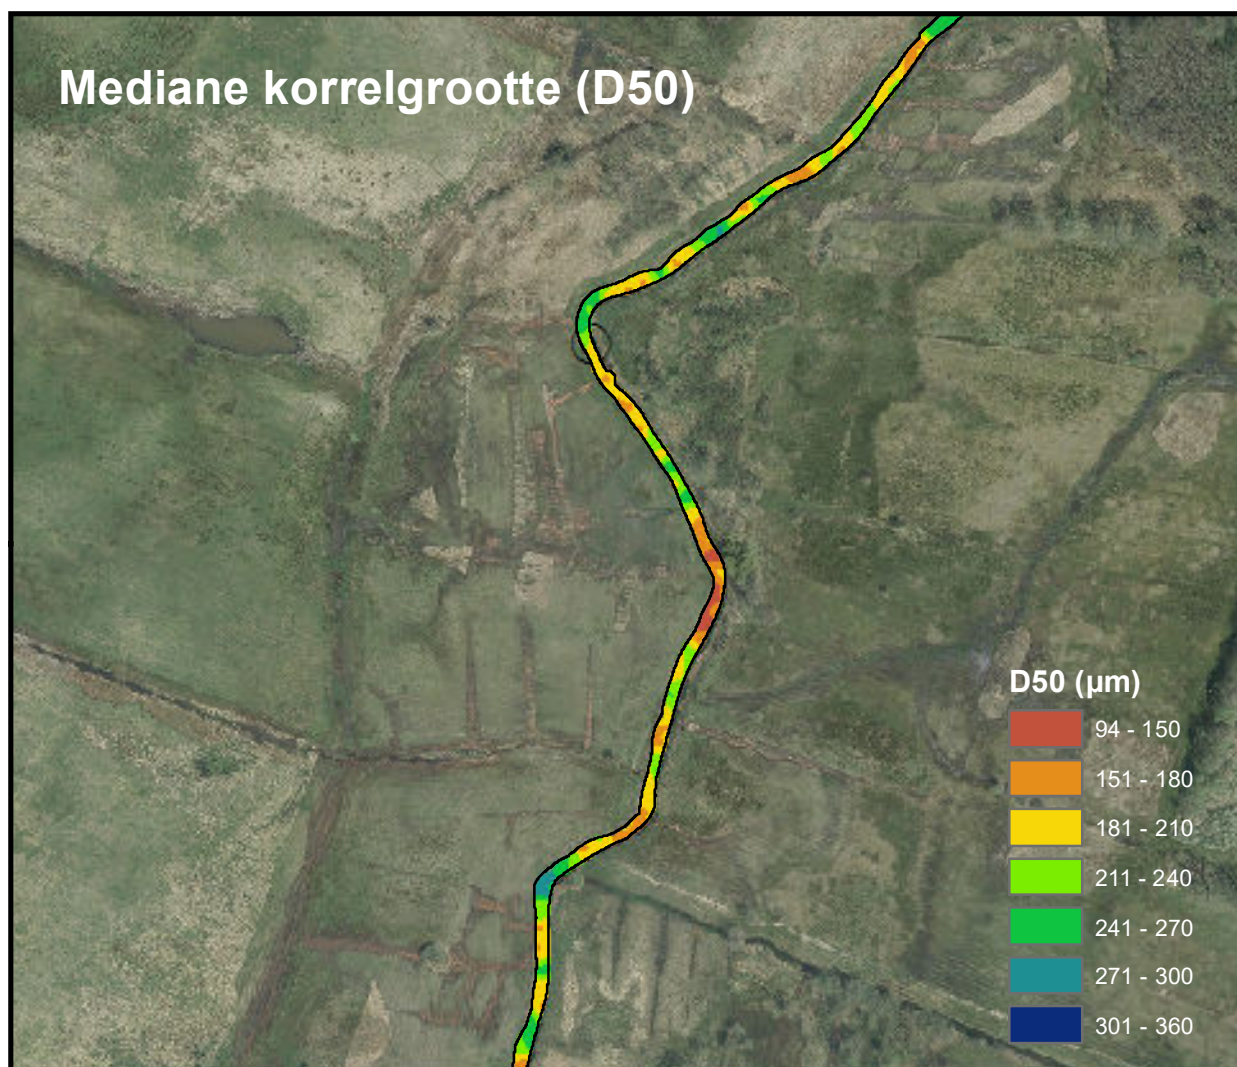 Mediane korrelgrootte (D50)
D50 (µm)
94 - 150
151 - 180
181 - 210
211 - 240
241 - 270
271 - 300
301 - 360